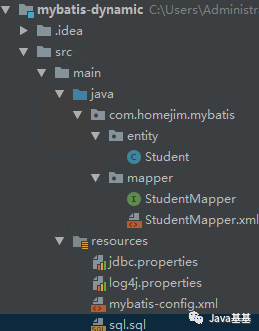 mybatis-dynamic C:\Users\Administr
.idea
src
main
java
com.homejim.mybatis
entity
Student
mapper
StudentMapper
StudentMapper.xml
resources
jdbc.properties
log4j.properties
mybatis-config.xml
sql.sql
Java基基